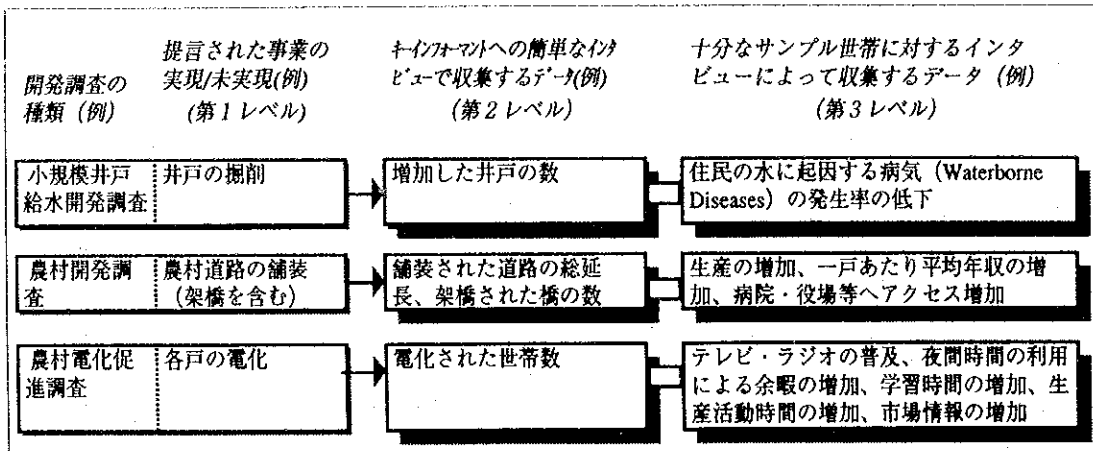 開発調査の
種類（例）
提言された事業の
実現/未実現(例)
(第１レベル)
キーインフォーマントへの簡単なインタ
ビューで収集するデータ(例)
(第２レベル)
十分なサンプル世帯に対するインタ
ビューによって収集するデータ（例）
(第３レベル)
小規模井戸
給水開発調査
井戸の掘削
増加した井戸の数
住民の水に起因する病気（Waterborne
Diseases）の発生率の低下
農村開発調
査
農村道路の舗装
（架橋を含む）
舗装された道路の総延
長、架橋された橋の数
生産の増加、一戸あたり平均年収の増
加、病院・役場等へアクセス増加
農村電化促
進調査
各戸の電化
電化された世帯数
テレビ・ラジオの普及、夜間時間の利用
による余暇の増加、学習時間の増加、生
産活動時間の増加、市場情報の増加